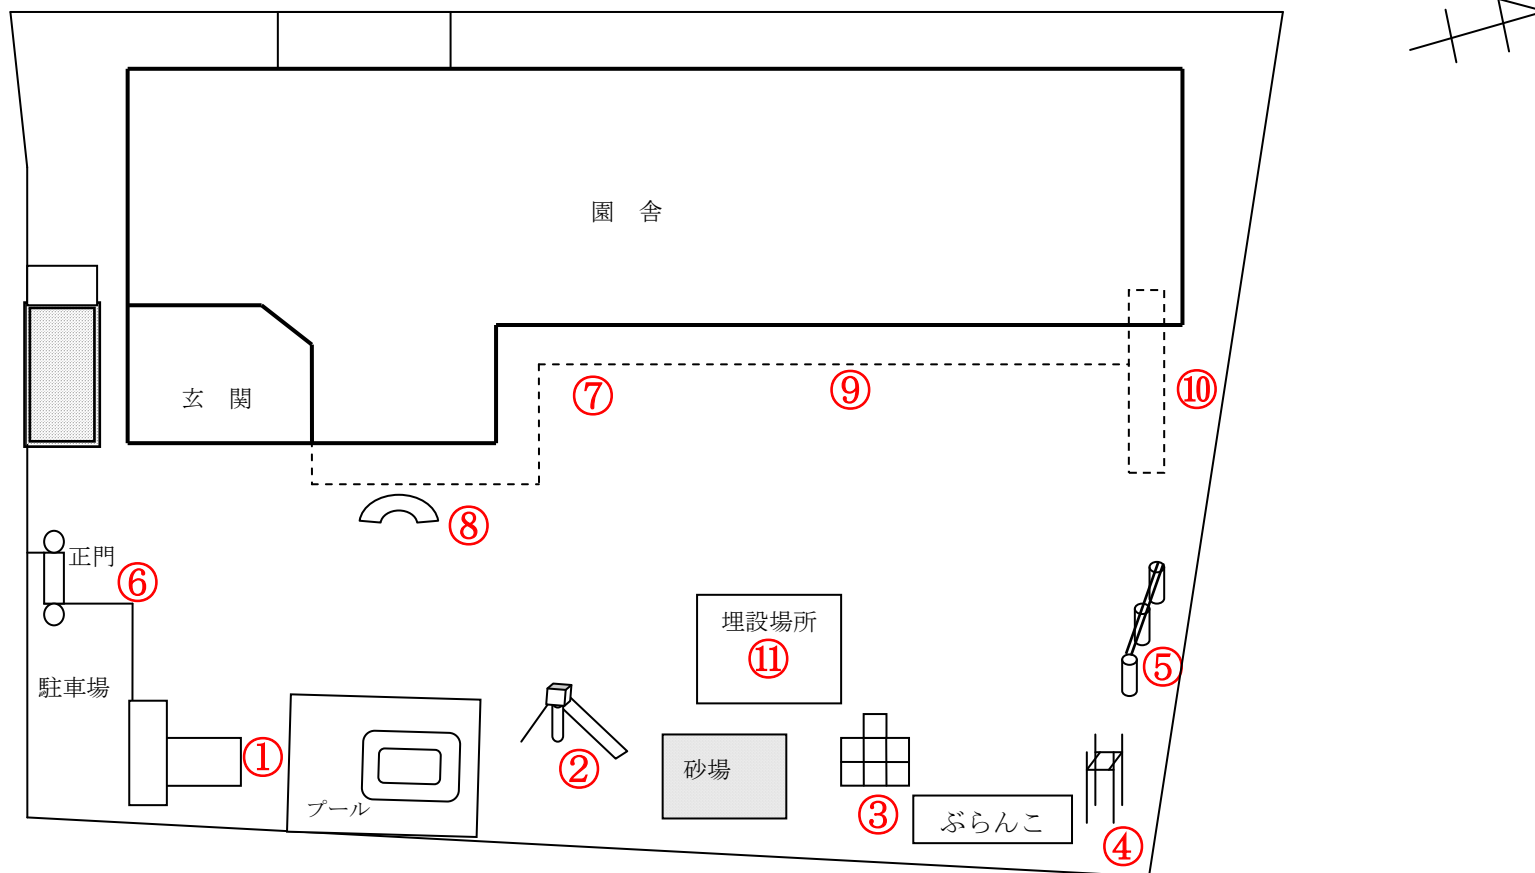 園　舎
玄　関
⑦
⑨
⑩
⑧
正門
⑥
埋設場所
⑪
⑤
駐車場
①
②
砂場
プール
③
ぶらんこ
④